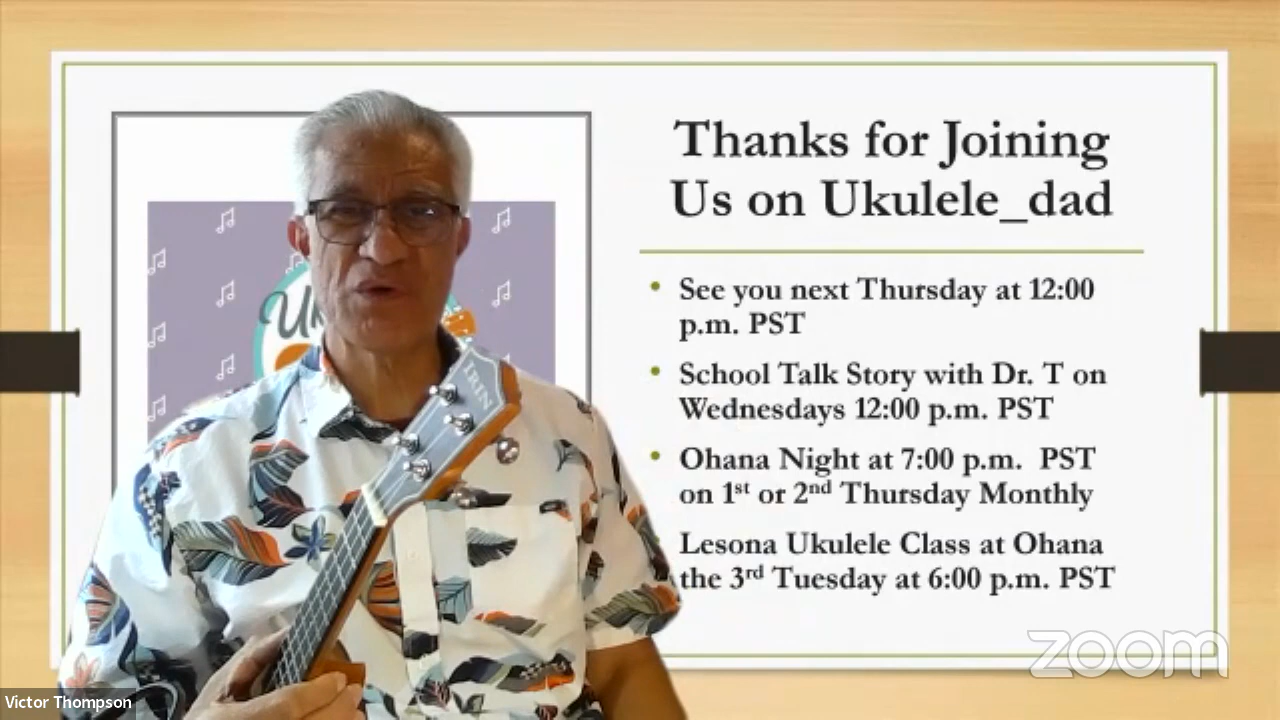 Thanks for Joining
Us on Ukulele_dad
See you next Thursday at 12:00
p.m. PST
School Talk Story with Dr. T on
Wednesdays 12:00 p.m. PST
Ohana Night at 7:00 p.m. PST
on 1st or 2nd Thursday Monthly
Lesona Ukulele Class at Ohana
the 3rd Tuesday at 6:00 p.m. PST
Uk
IRIN
zoom
Victor Thompson